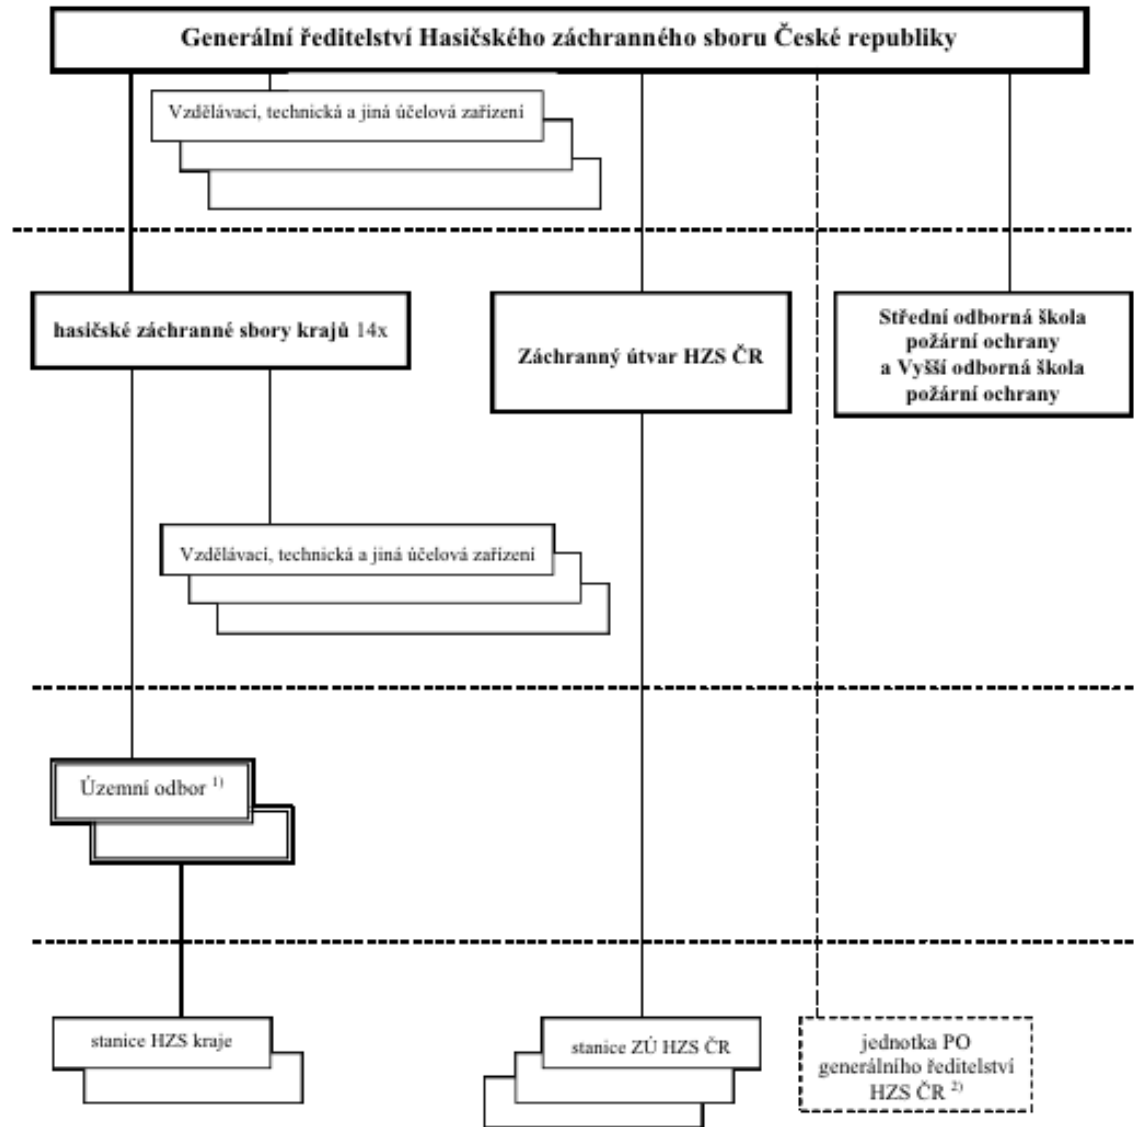 Generální ředitelství Hasičského záchranného sboru České republiky
Vzdělávací, technická a jiná účelová zařízení
hasičské záchranné sbory krajů 14x
Záchranný útvar HZS ČR
Střední odborná škola
požární ochrany
a Vyšší odborná škola
požární ochrany
Vzdělávací, technická a jiná účelová zařízení
Územní odbor 1)
stanice HZS kraje
stanice ZÚ HZS ČR
jednotka PO
generálního ředitelství
HZS ČR 2)